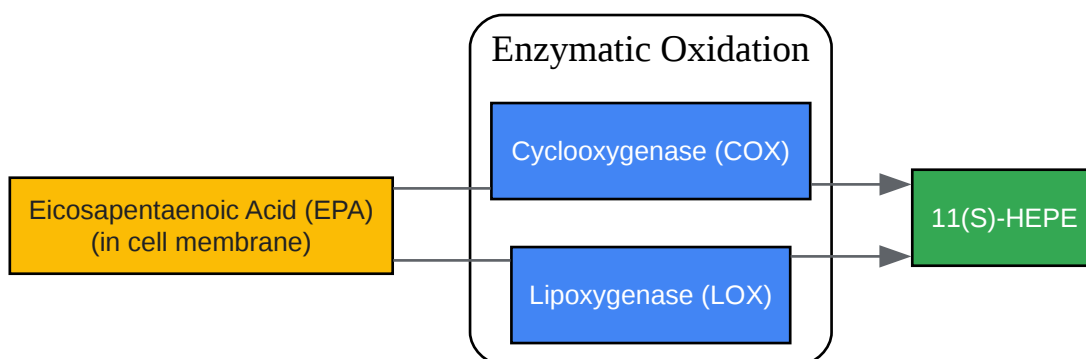 Enzymatic Oxidation
Cyclooxygenase (COX)
Eicosapentaenoic Acid (EPA)
(in cell membrane)
11(S)-HEPE
Lipoxygenase (LOX)